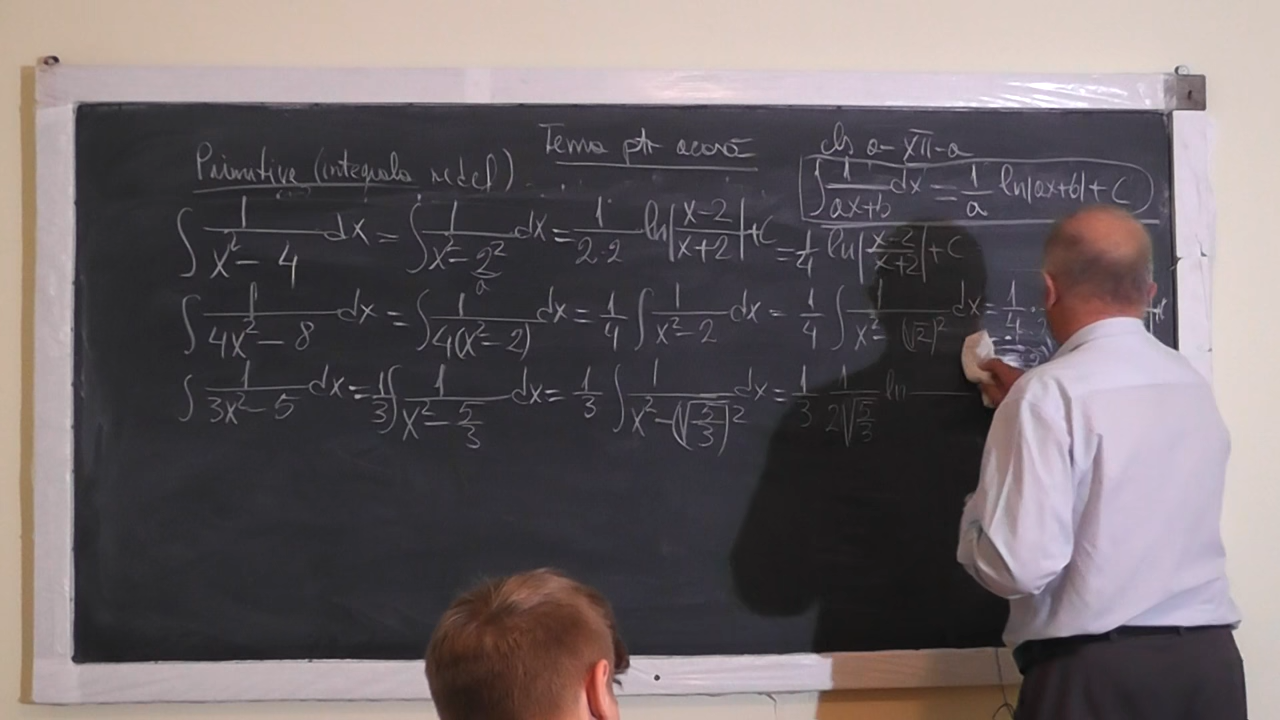 Tema ptr acasă
cls a-XII-a
Primitive (integrale nedef)
∫ 1/(ax+b) dx = 1/a ln|ax+b| + C
∫ 1/(x²-4) dx = ∫ 1/(x²-2²) dx = 1/(2·2) ln|(x-2)/(x+2)| + C = 1/4 ln|(x-2)/(x+2)| + C
a
∫ 1/(4x²-8) dx = ∫ 1/(4(x²-2)) dx = 1/4 ∫ 1/(x²-2) dx = 1/4 ∫ 1/(x²-(√2)²) dx = 1/4 ·
∫ 1/(3x²-5) dx = 1/3 ∫ 1/(x²-5/3) dx = 1/3 ∫ 1/(x²-(√(5/3))²) dx = 1/3 1/(2√(5/3)) ln